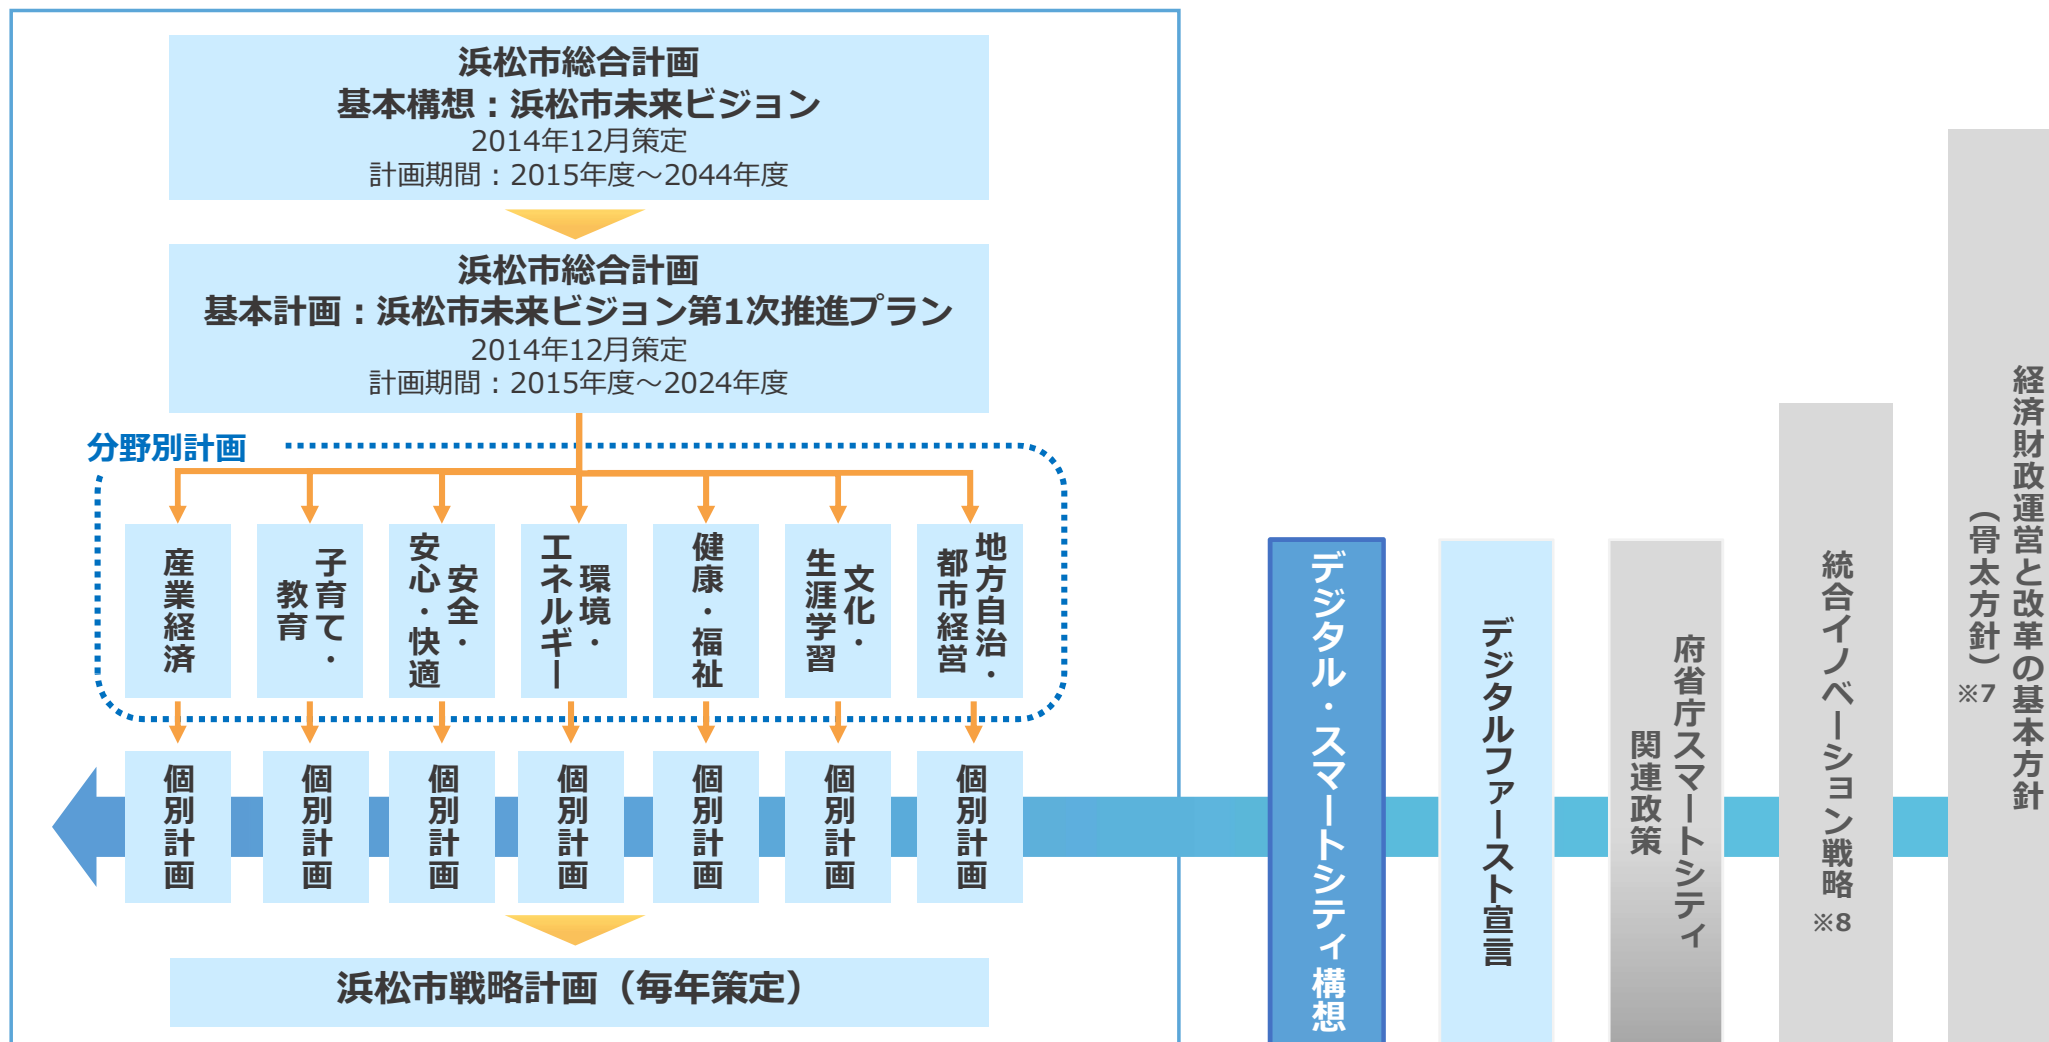 浜松市総合計画
基本構想：浜松市未来ビジョン
2014年12月策定
計画期間：2015年度～2044年度
浜松市総合計画
基本計画：浜松市未来ビジョン第1次推進プラン
2014年12月策定
計画期間：2015年度～2024年度
分野別計画
産業経済
子育て・
教育
安全・
安心・快適
環境・
エネルギー
健康・福祉
文化・
生涯学習
地方自治・
都市経営
個別計画
個別計画
個別計画
個別計画
個別計画
個別計画
個別計画
浜松市戦略計画（毎年策定）
デジタル・スマートシティ構想
デジタルファースト宣言
府省庁スマートシティ
関連政策
統合イノベーション戦略
※8
経済財政運営と改革の基本方針
（骨太方針）
※7